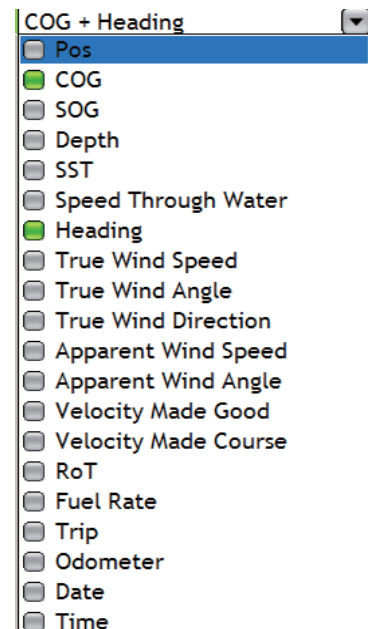 COG + Heading
Pos
COG
SOG
Depth
SST
Speed Through Water
Heading
True Wind Speed
True Wind Angle
True Wind Direction
Apparent Wind Speed
Apparent Wind Angle
Velocity Made Good
Velocity Made Course
RoT
Fuel Rate
Trip
Odometer
Date
Time